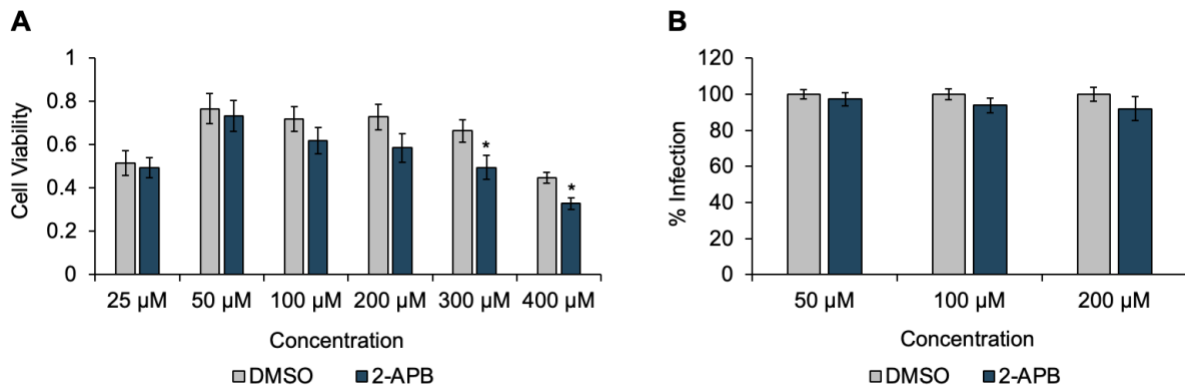 A
Cell Viability
1
0.8
0.6
0.4
0.2
0
*
*
25 µM 50 µM 100 µM 200 µM 300 µM 400 µM
Concentration
DMSO 2-APB
B
% Infection
120
100
80
60
40
20
0
50 µM 100 µM 200 µM
Concentration
DMSO 2-APB